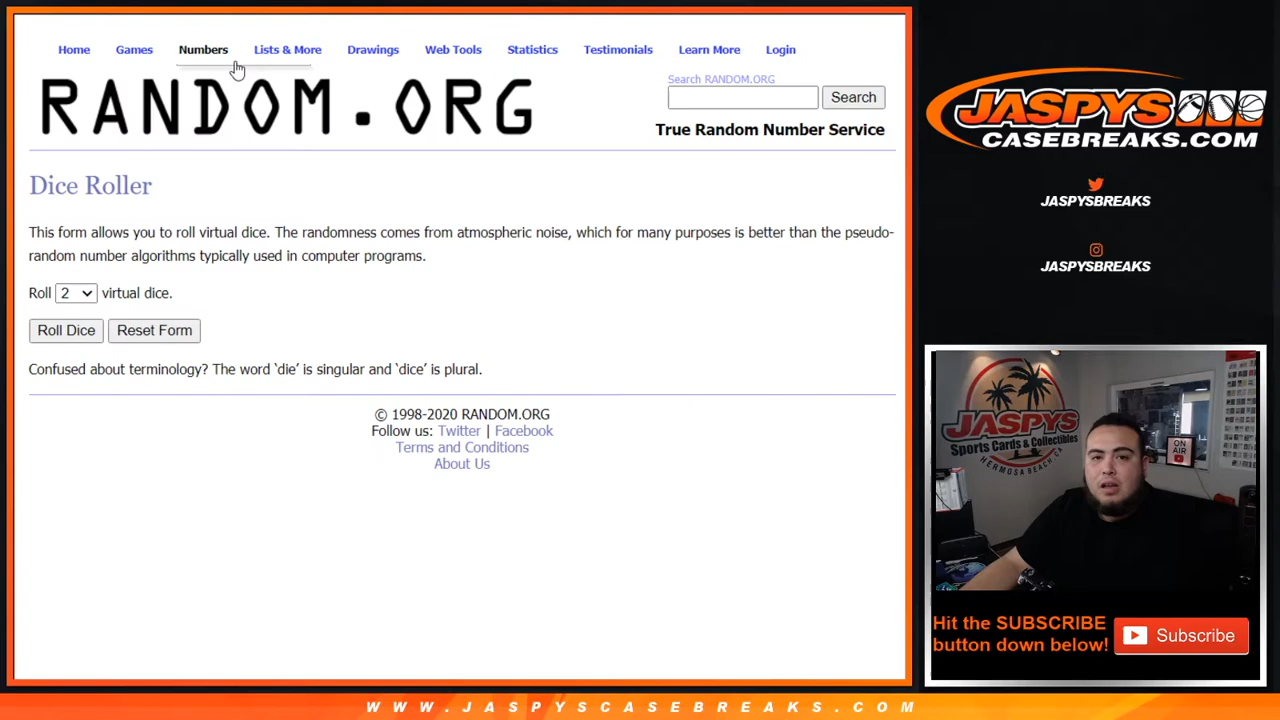 Home Games Numbers Lists & More Drawings Web Tools Statistics Testimonials Learn More Login
RANDOM.ORG
Search RANDOM.ORG
Search
True Random Number Service
Dice Roller
This form allows you to roll virtual dice. The randomness comes from atmospheric noise, which for many purposes is better than the pseudo-
random number algorithms typically used in computer programs.
Roll 2 virtual dice.
Roll Dice Reset Form
Confused about terminology? The word ‘die’ is singular and ‘dice’ is plural.
© 1998-2020 RANDOM.ORG
Follow us: Twitter | Facebook
Terms and Conditions
About Us
JASPYS
CASEBREAKS.COM
JASPYSBREAKS
JASPYSBREAKS
JASPYS
Sports Cards & Collectibles
HERMOSA BEACH, CA
ON
AIR
Hit the SUBSCRIBE
button down below!
Subscribe
WWW.JASPYSCASEBREAKS.COM